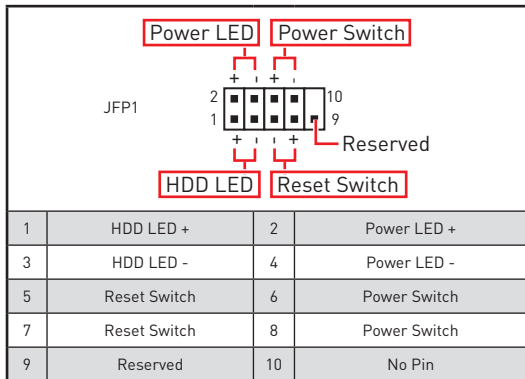 Power LED Power Switch
+ - + -
JFP1
2 10
1 9
+ - - +
Reserved
HDD LED Reset Switch
1 HDD LED + 2 Power LED +
3 HDD LED - 4 Power LED -
5 Reset Switch 6 Power Switch
7 Reset Switch 8 Power Switch
9 Reserved 10 No Pin